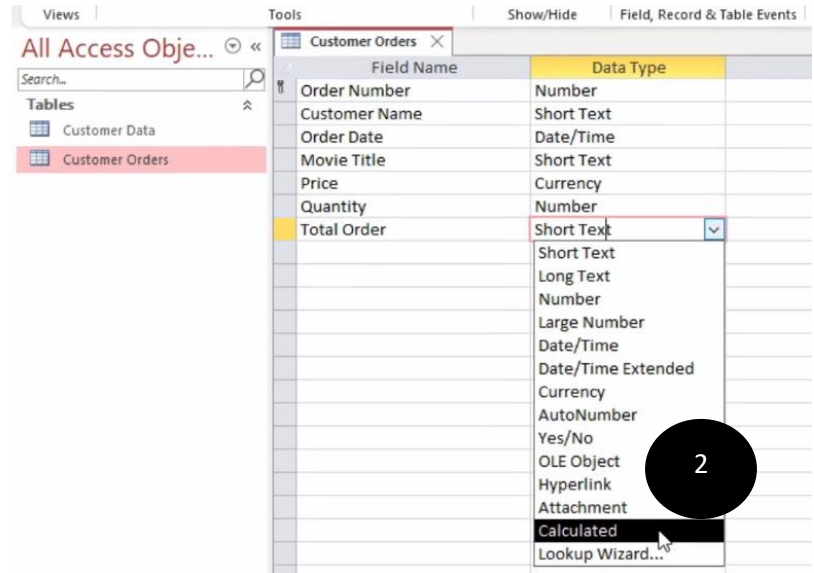 Views Tools Show/Hide Field, Record & Table Events
All Access Obje... «
Search...
Tables
Customer Data
Customer Orders
Customer Orders
Field Name Data Type
Order Number Number
Customer Name Short Text
Order Date Date/Time
Movie Title Short Text
Price Currency
Quantity Number
Total Order Short Text
Short Text
Long Text
Number
Large Number
Date/Time
Date/Time Extended
Currency
AutoNumber
Yes/No
OLE Object
Hyperlink
Attachment
Calculated
Lookup Wizard...
2